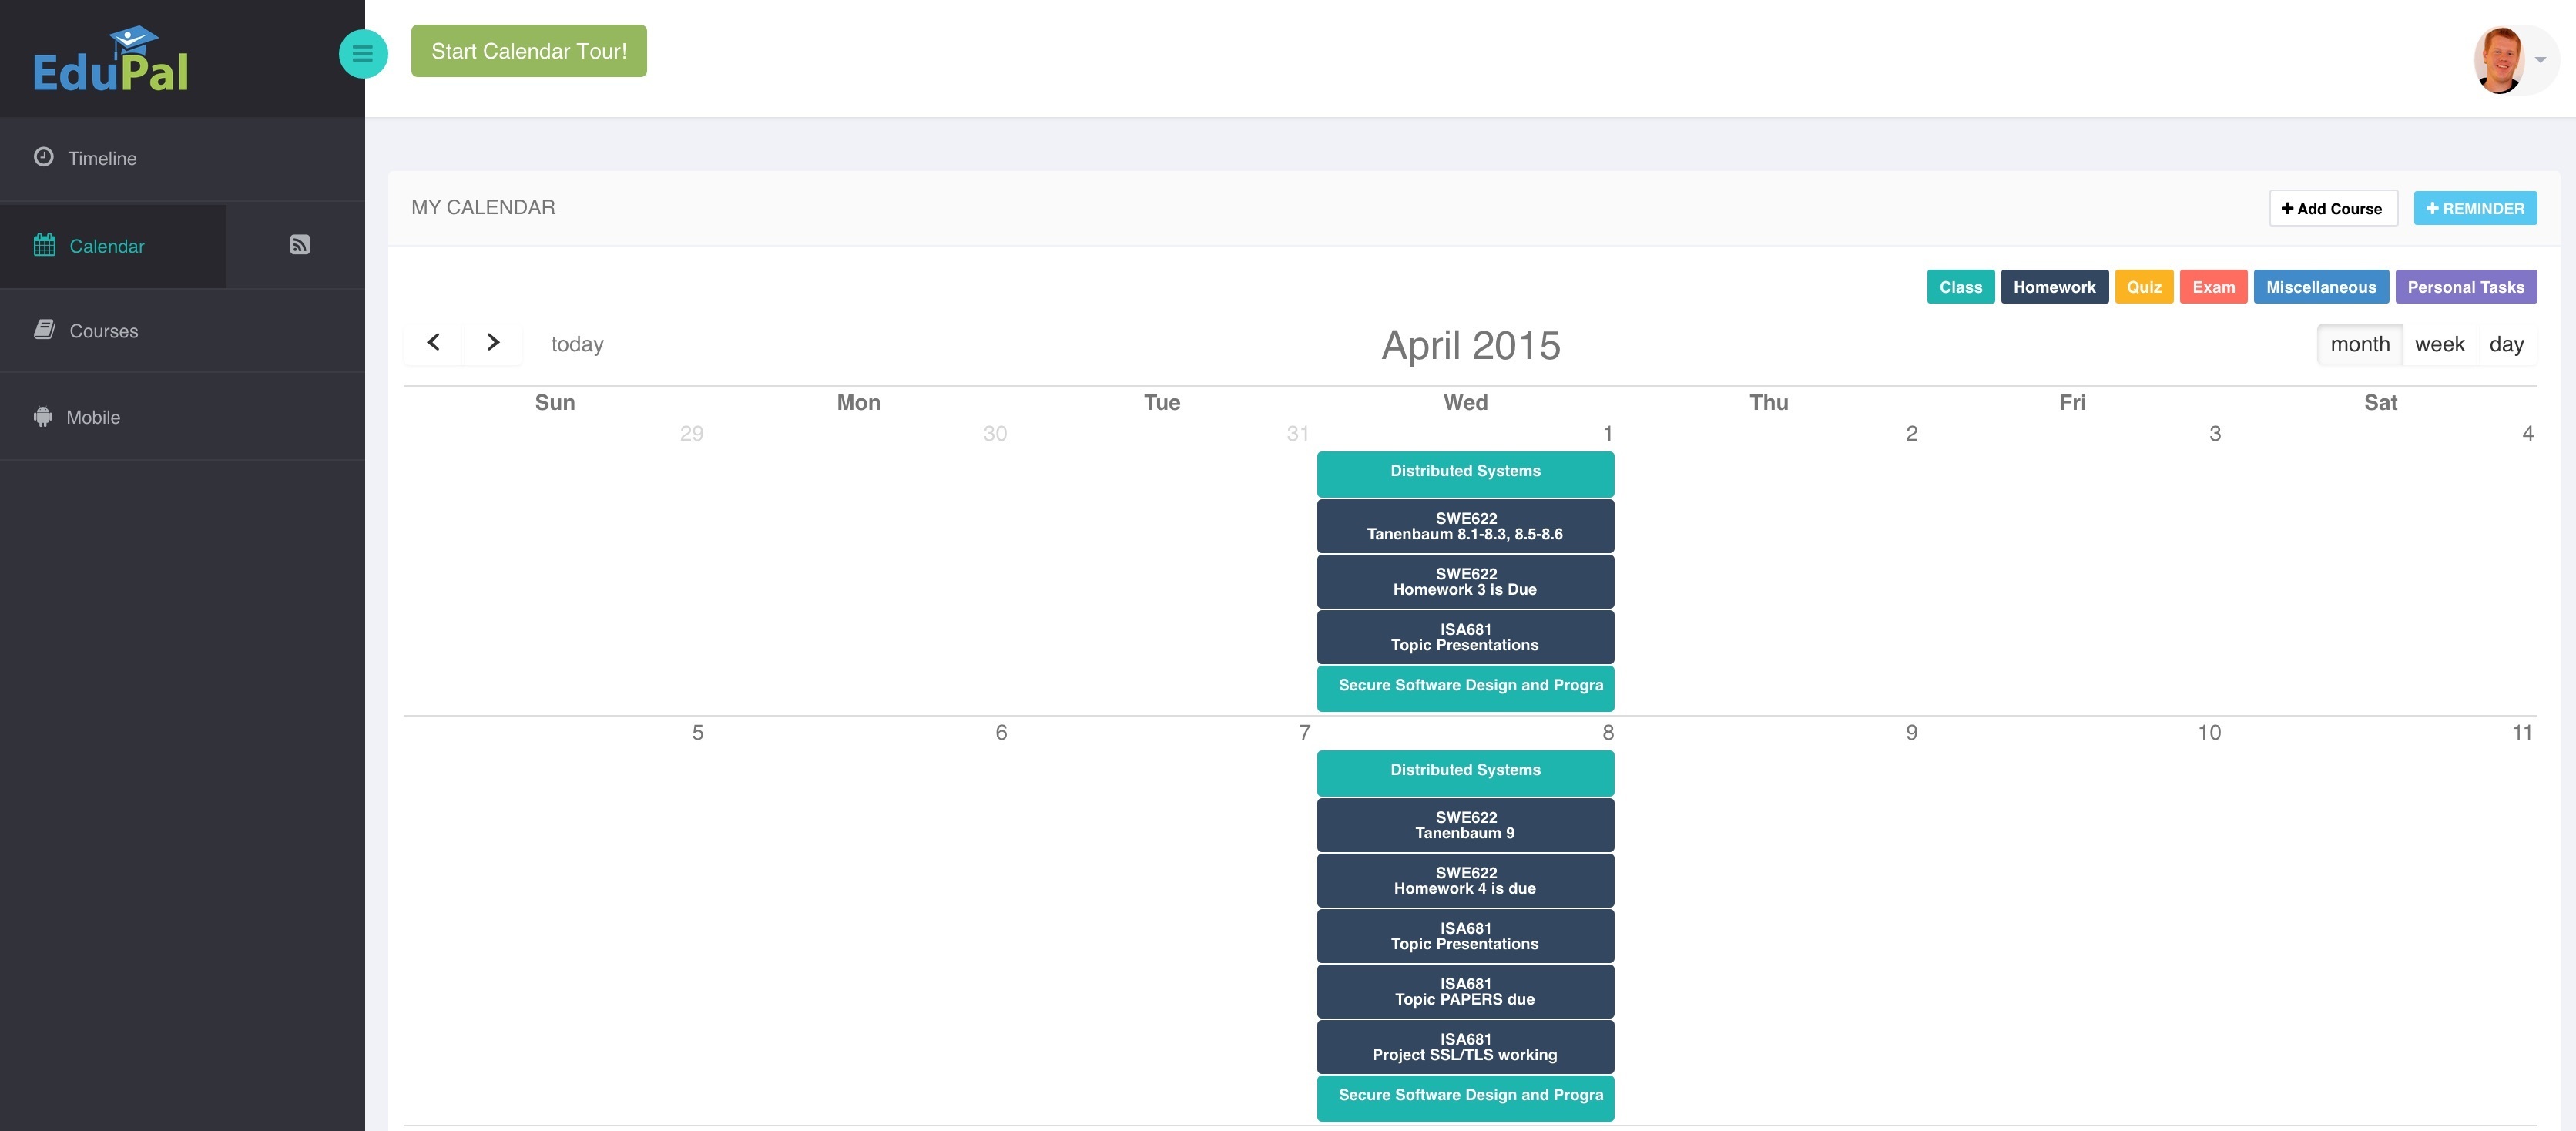 EduPal
Start Calendar Tour!
Timeline
Calendar
Courses
Mobile
MY CALENDAR
Add Course
REMINDER
Class Homework Quiz Exam Miscellaneous Personal Tasks
today
April 2015
month week day
Sun Mon Tue Wed Thu Fri Sat
29 30 31 1 2 3 4
Distributed Systems
SWE622
Tanenbaum 8.1-8.3, 8.5-8.6
SWE622
Homework 3 is Due
ISA681
Topic Presentations
Secure Software Design and Progra
5 6 7 8 9 10 11
Distributed Systems
SWE622
Tanenbaum 9
SWE622
Homework 4 is due
ISA681
Topic Presentations
ISA681
Topic PAPERS due
ISA681
Project SSL/TLS working
Secure Software Design and Progra